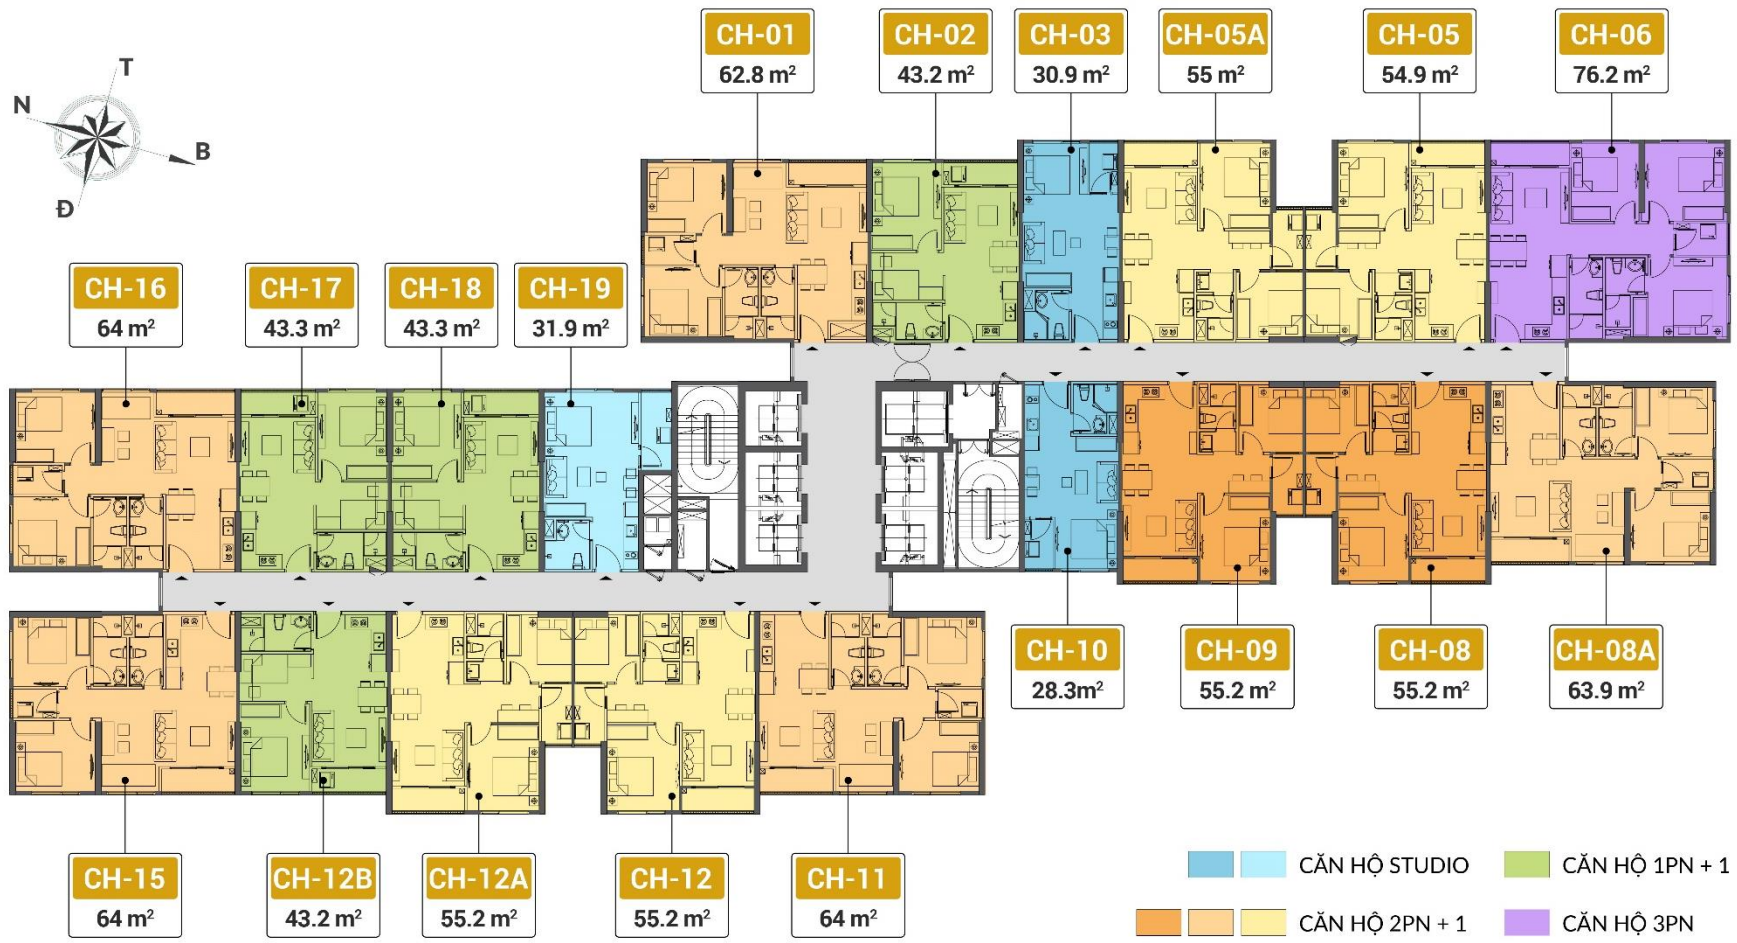 CH-01
62.8 m²
CH-02
43.2 m²
CH-03
30.9 m²
CH-05A
55 m²
CH-05
54.9 m²
CH-06
76.2 m²
T
N
B
Đ
CH-16
64 m²
CH-17
43.3 m²
CH-18
43.3 m²
CH-19
31.9 m²
CH-10
28.3m²
CH-09
55.2 m²
CH-08
55.2 m²
CH-08A
63.9 m²
CH-15
64 m²
CH-12B
43.2 m²
CH-12A
55.2 m²
CH-12
55.2 m²
CH-11
64 m²
CĂN HỘ STUDIO
CĂN HỘ 1PN + 1
CĂN HỘ 2PN + 1
CĂN HỘ 3PN